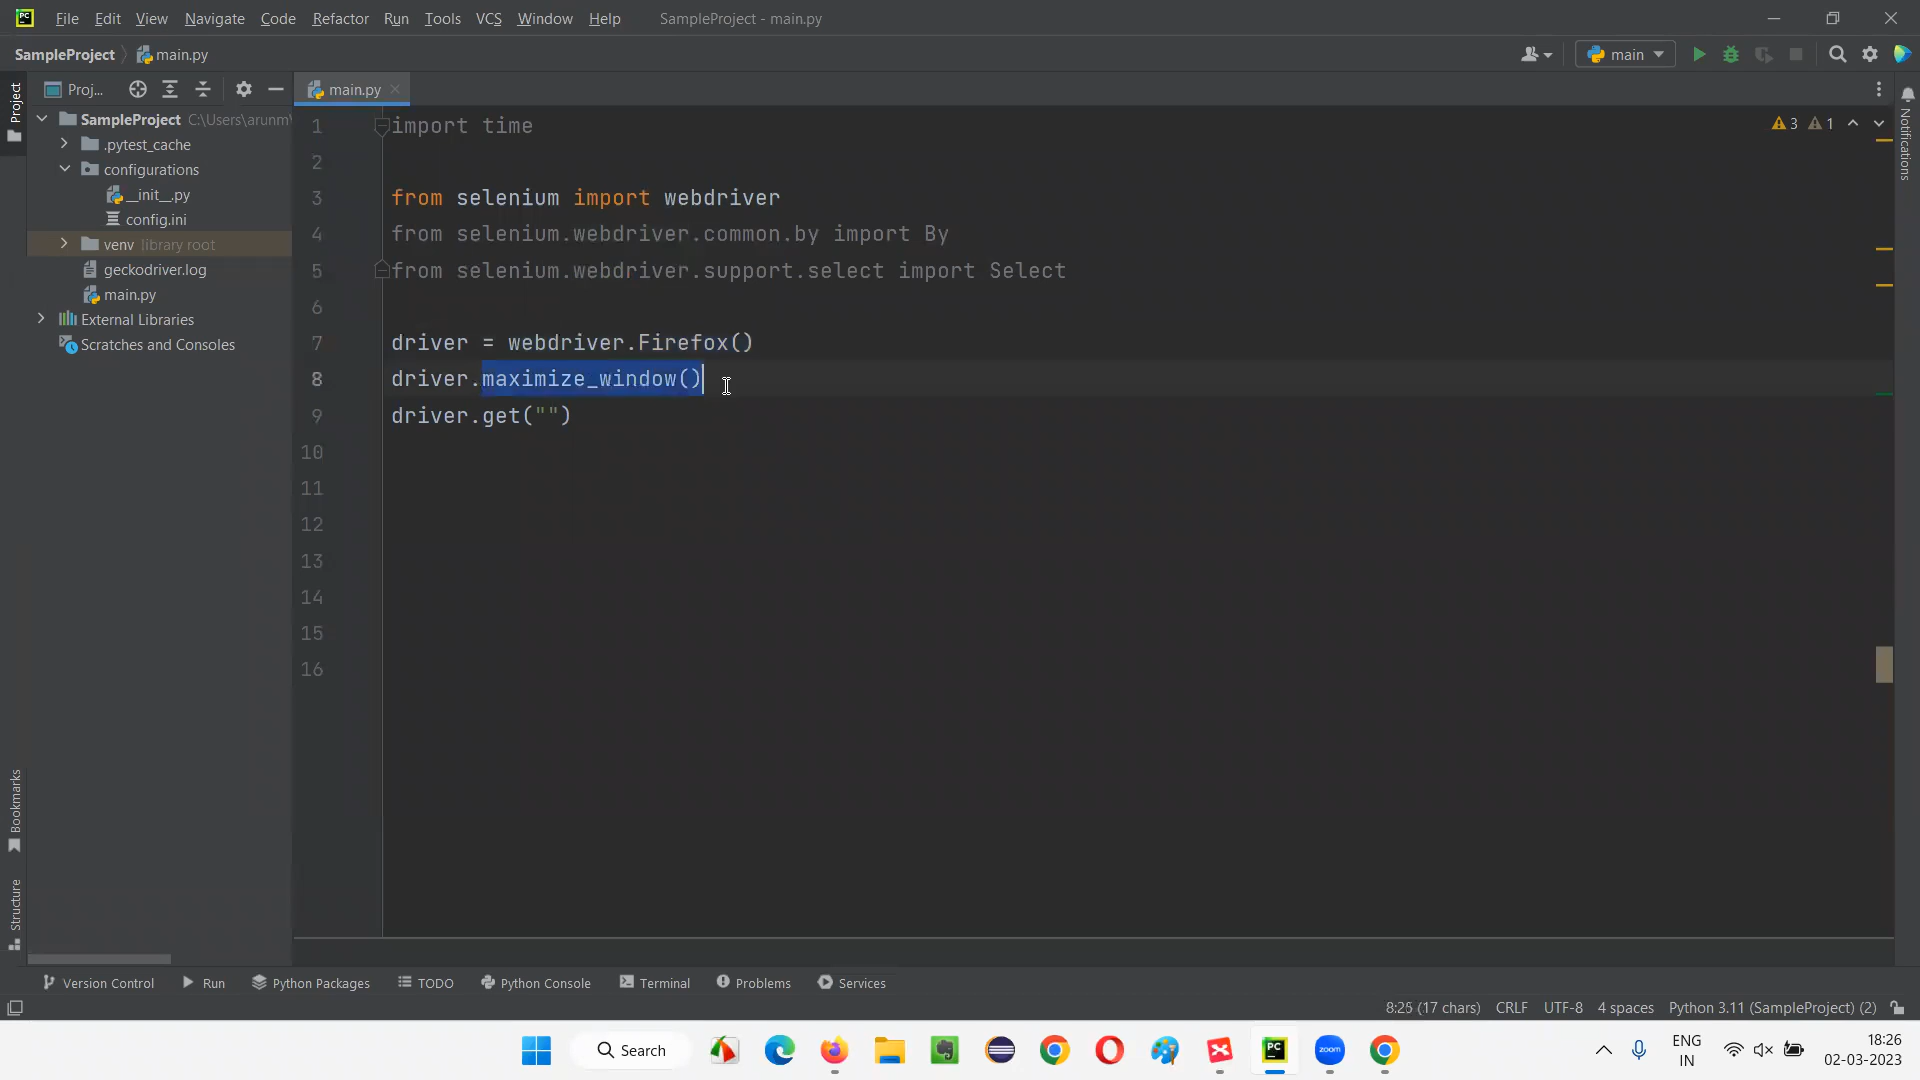 PC File Edit View Navigate Code Refactor Run Tools VCS Window Help SampleProject - main.py
SampleProject main.py main
Project Proj... main.py
SampleProject C:\Users\arunm\
.pytest_cache
configurations
__init__.py
config.ini
venv library root
geckodriver.log
main.py
External Libraries
Scratches and Consoles
1 import time
2
3 from selenium import webdriver
4 from selenium.webdriver.common.by import By
5 from selenium.webdriver.support.select import Select
6
7 driver = webdriver.Firefox()
8 driver.maximize_window()
9 driver.get("")
10
11
12
13
14
15
16
3 1
Notifications
Bookmarks
Structure
Version Control Run Python Packages TODO Python Console Terminal Problems Services
8:25 (17 chars) CRLF UTF-8 4 spaces Python 3.11 (SampleProject) (2)
Search PC zoom ENG 18:26
IN 02-03-2023